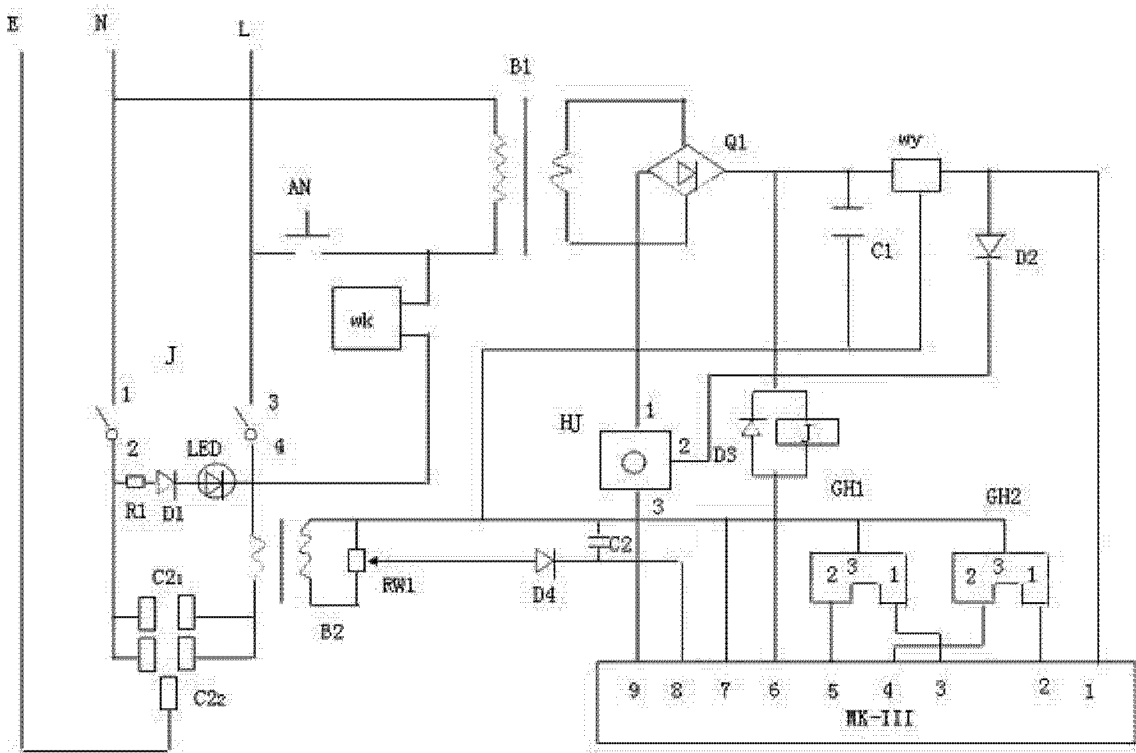 E N L
B1
Q1 wy
AN
C1 D2
wk
J
1 3 1
HJ 2
2 LED 4 D3 J
3 GH1 GH2
R1 D1
C2
2 3 1 2 3 1
C2₁ RW1 D4
B2
C2₂
9 8 7 6 5 4 3 2 1
WK-III